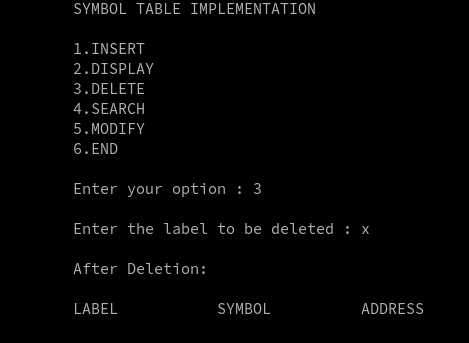 SYMBOL TABLE IMPLEMENTATION
1.INSERT
2.DISPLAY
3.DELETE
4.SEARCH
5.MODIFY
6.END
Enter your option : 3
Enter the label to be deleted : x
After Deletion:
LABEL SYMBOL ADDRESS